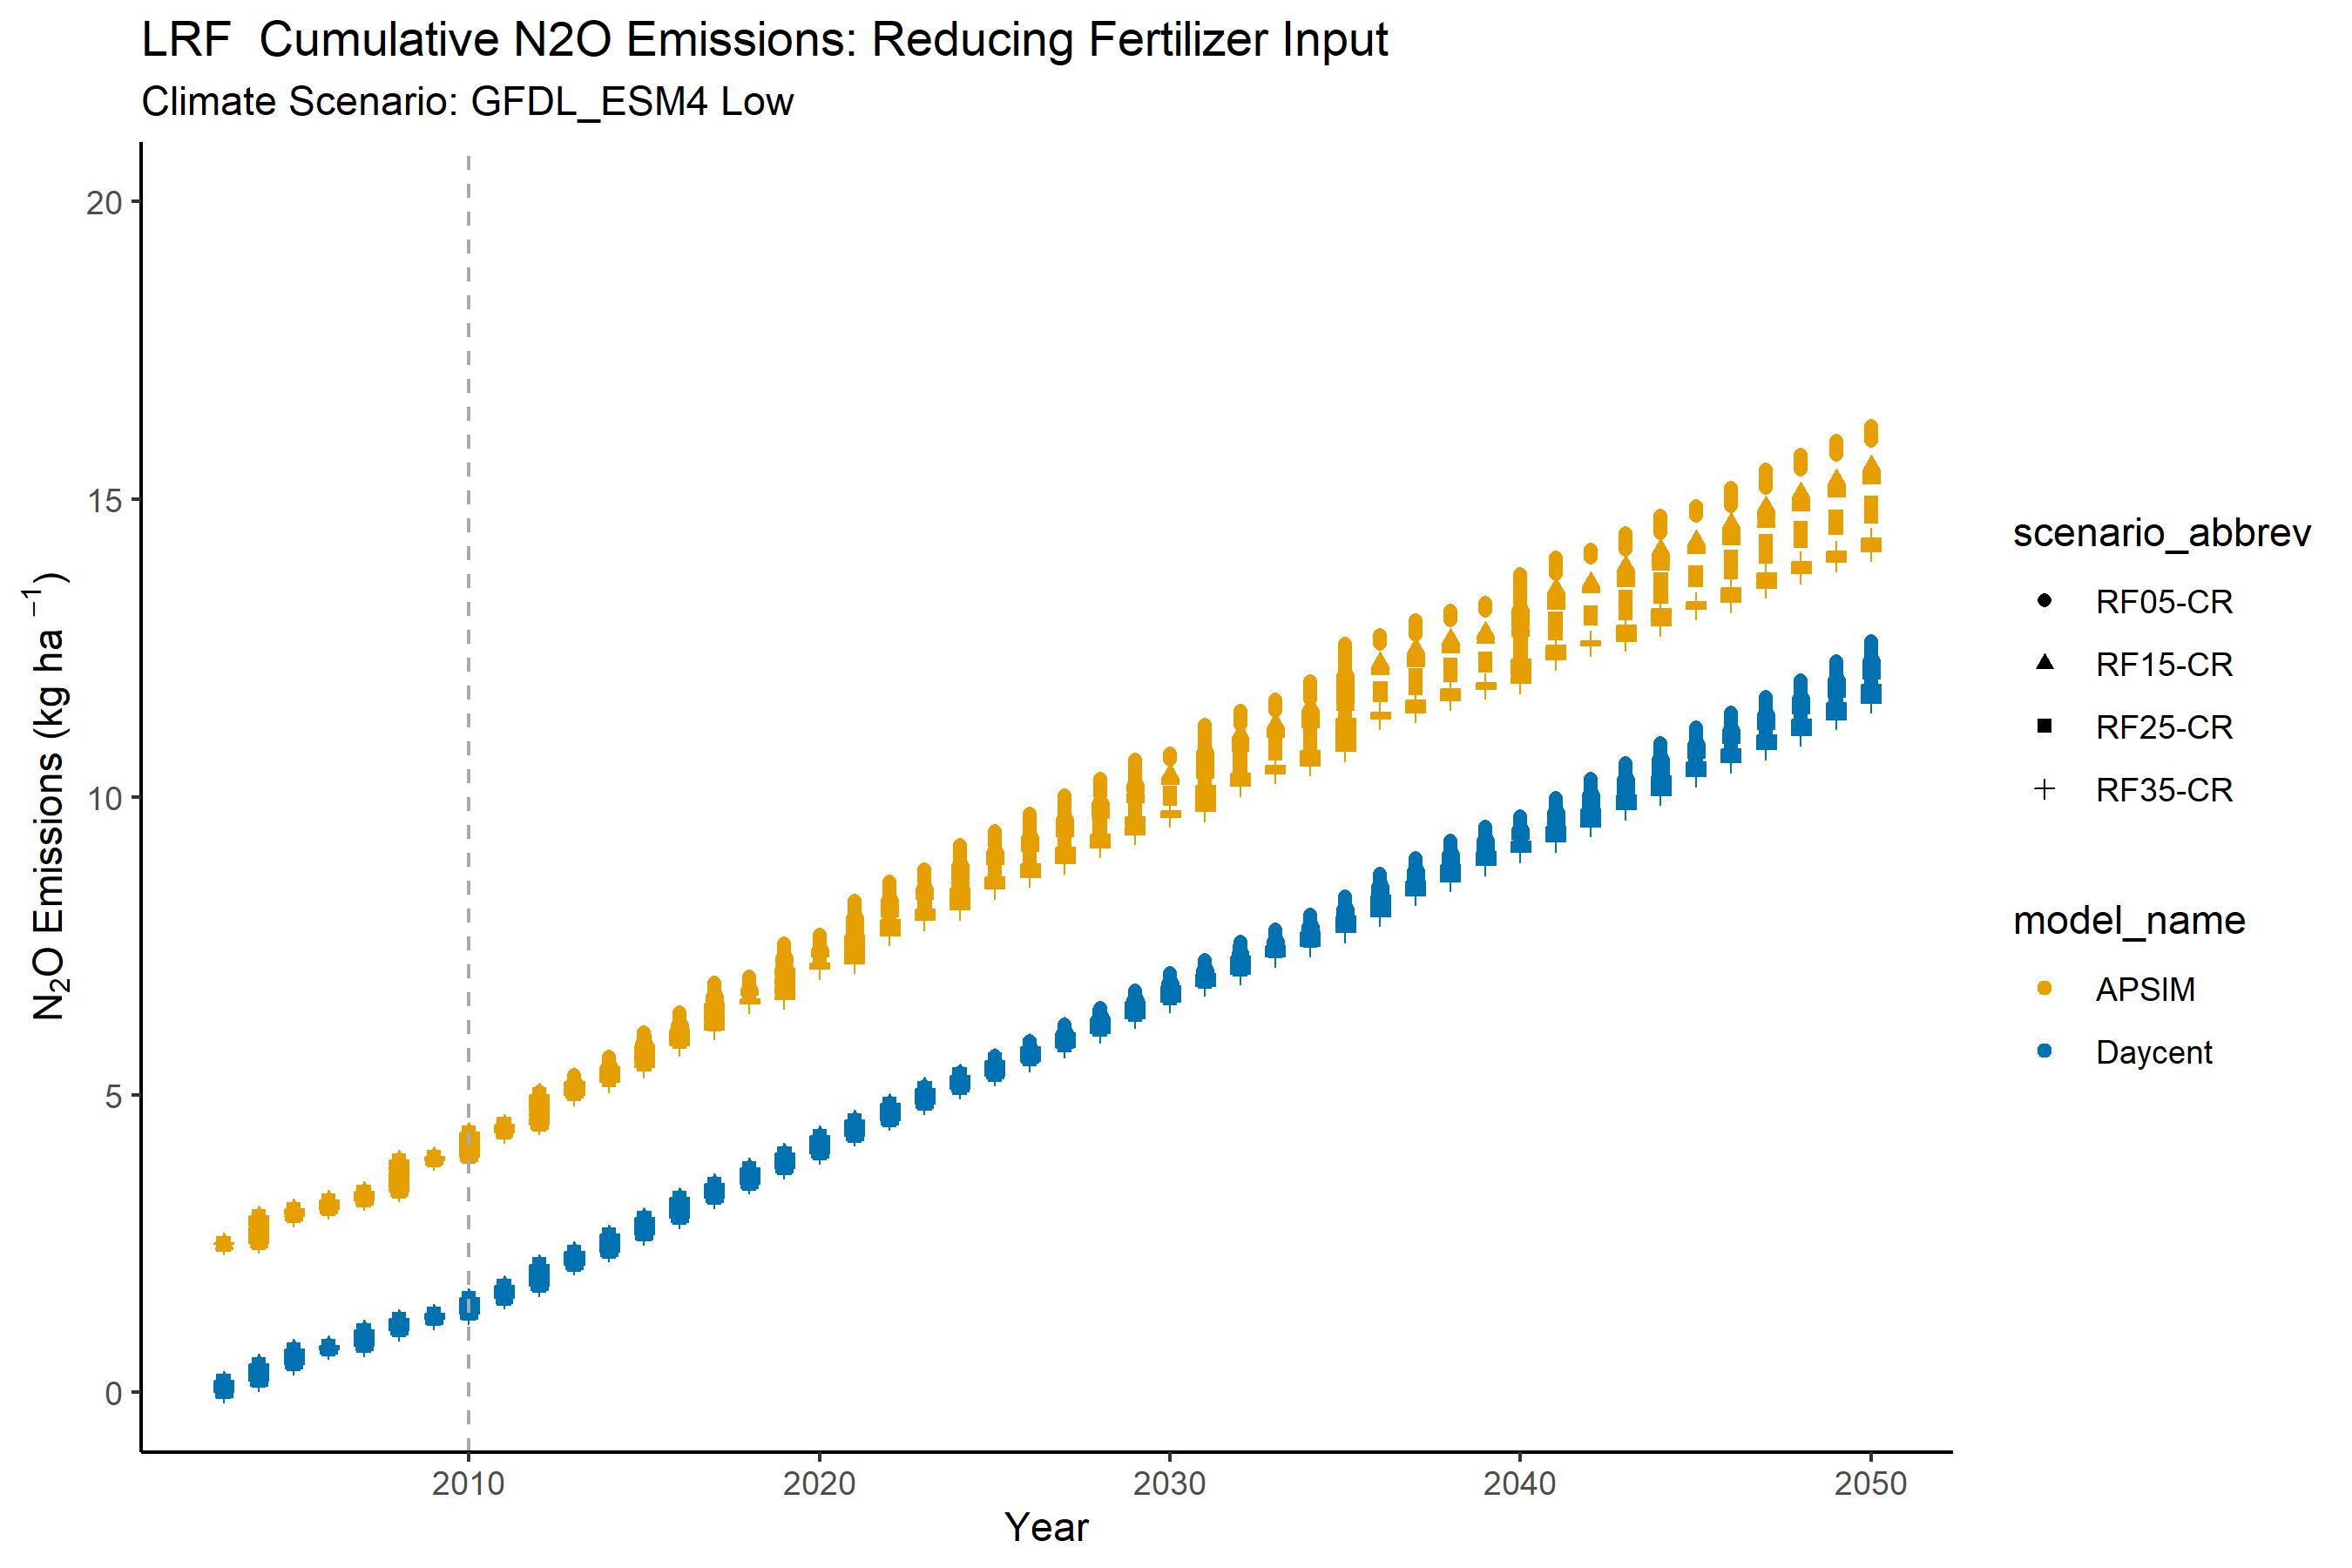 LRF  Cumulative N2O Emissions: Reducing Fertilizer Input
Climate Scenario: GFDL_ESM4 Low
N₂O Emissions (kg ha ⁻¹)
20
15
10
5
0
2010
2020
2030
2040
2050
Year
scenario_abbrev
RF05-CR
RF15-CR
RF25-CR
RF35-CR
model_name
APSIM
Daycent